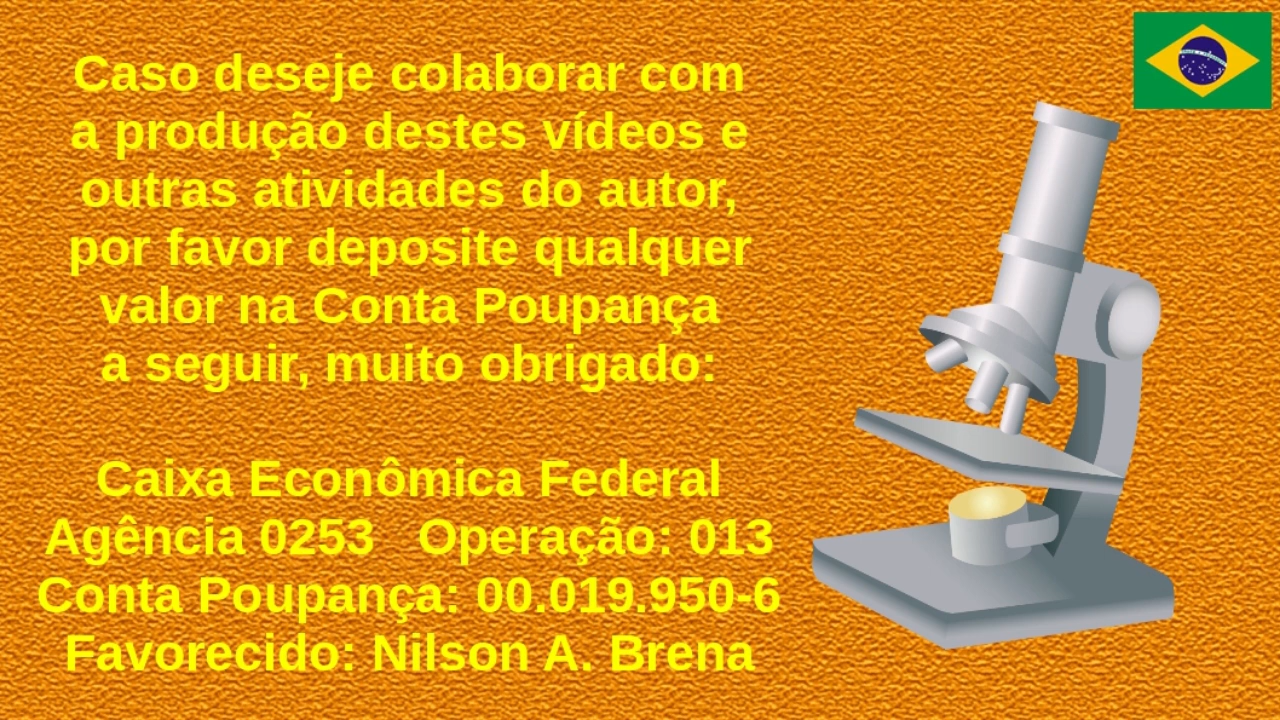 Caso deseje colaborar com
a produção destes vídeos e
outras atividades do autor,
por favor deposite qualquer
valor na Conta Poupança
a seguir, muito obrigado:
Caixa Econômica Federal
Agência 0253 Operação: 013
Conta Poupança: 00.019.950-6
Favorecido: Nilson A. Brena